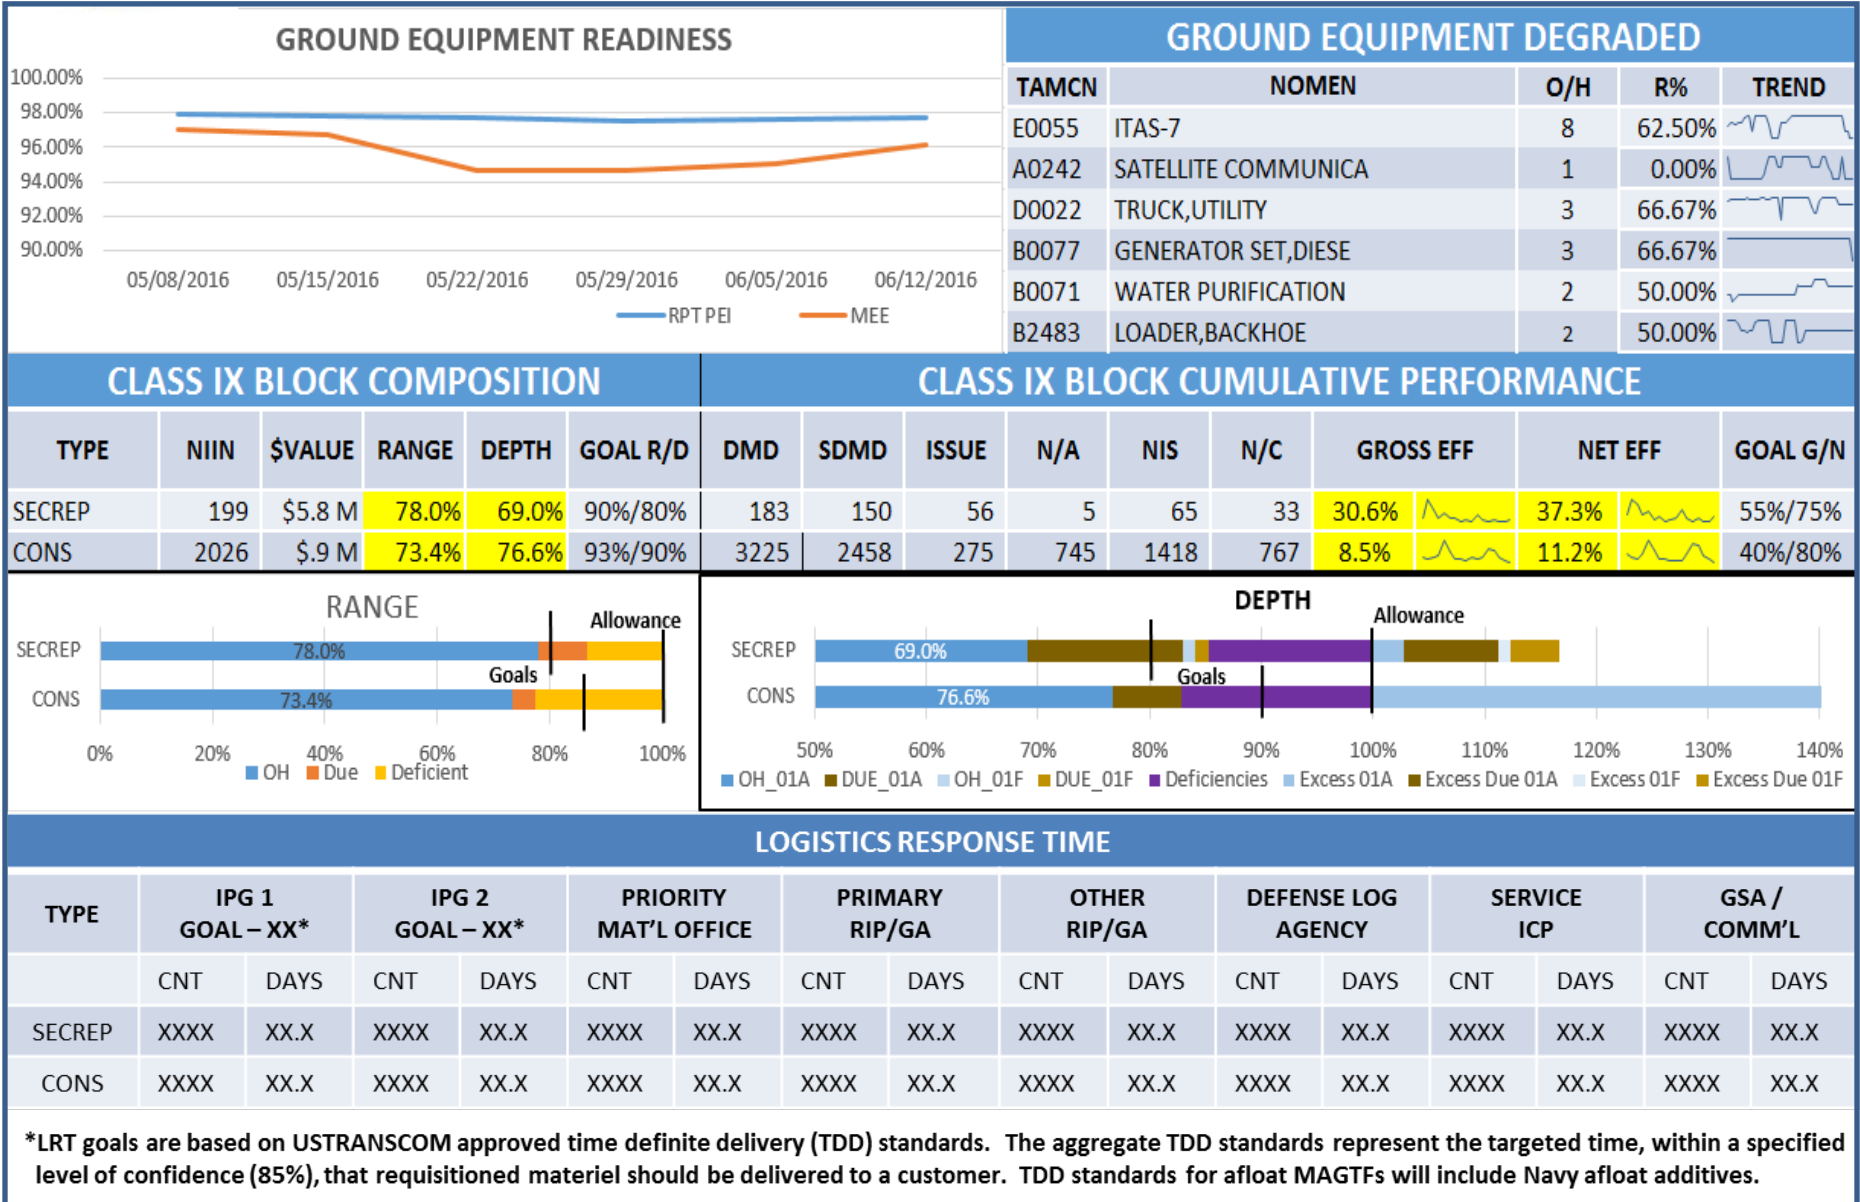 GROUND EQUIPMENT READINESS
100.00%
98.00%
96.00%
94.00%
92.00%
90.00%
05/08/2016 05/15/2016 05/22/2016 05/29/2016 06/05/2016 06/12/2016
RPT PEI MEE
GROUND EQUIPMENT DEGRADED
TAMCN NOMEN O/H R% TREND
E0055 ITAS-7 8 62.50%
A0242 SATELLITE COMMUNICA 1 0.00%
D0022 TRUCK,UTILITY 3 66.67%
B0077 GENERATOR SET,DIESE 3 66.67%
B0071 WATER PURIFICATION 2 50.00%
B2483 LOADER,BACKHOE 2 50.00%
CLASS IX BLOCK COMPOSITION CLASS IX BLOCK CUMULATIVE PERFORMANCE
TYPE NIIN $VALUE RANGE DEPTH GOAL R/D DMD SDMD ISSUE N/A NIS N/C GROSS EFF NET EFF GOAL G/N
SECREP 199 $5.8 M 78.0% 69.0% 90%/80% 183 150 56 5 65 33 30.6% 37.3% 55%/75%
CONS 2026 $.9 M 73.4% 76.6% 93%/90% 3225 2458 275 745 1418 767 8.5% 11.2% 40%/80%
RANGE
Allowance
SECREP 78.0%
Goals
CONS 73.4%
0% 20% 40% 60% 80% 100%
OH Due Deficient
DEPTH
Allowance
SECREP 69.0%
Goals
CONS 76.6%
50% 60% 70% 80% 90% 100% 110% 120% 130% 140%
OH_01A DUE_01A OH_01F DUE_01F Deficiencies Excess 01A Excess Due 01A Excess 01F Excess Due 01F
LOGISTICS RESPONSE TIME
TYPE IPG 1 IPG 2 PRIORITY PRIMARY OTHER DEFENSE LOG SERVICE GSA /
GOAL – XX* GOAL – XX* MAT'L OFFICE RIP/GA RIP/GA AGENCY ICP COMM'L
CNT DAYS CNT DAYS CNT DAYS CNT DAYS CNT DAYS CNT DAYS CNT DAYS CNT DAYS
SECREP XXXX XX.X XXXX XX.X XXXX XX.X XXXX XX.X XXXX XX.X XXXX XX.X XXXX XX.X XXXX XX.X
CONS XXXX XX.X XXXX XX.X XXXX XX.X XXXX XX.X XXXX XX.X XXXX XX.X XXXX XX.X XXXX XX.X
*LRT goals are based on USTRANSCOM approved time definite delivery (TDD) standards. The aggregate TDD standards represent the targeted time, within a specified
level of confidence (85%), that requisitioned materiel should be delivered to a customer. TDD standards for afloat MAGTFs will include Navy afloat additives.